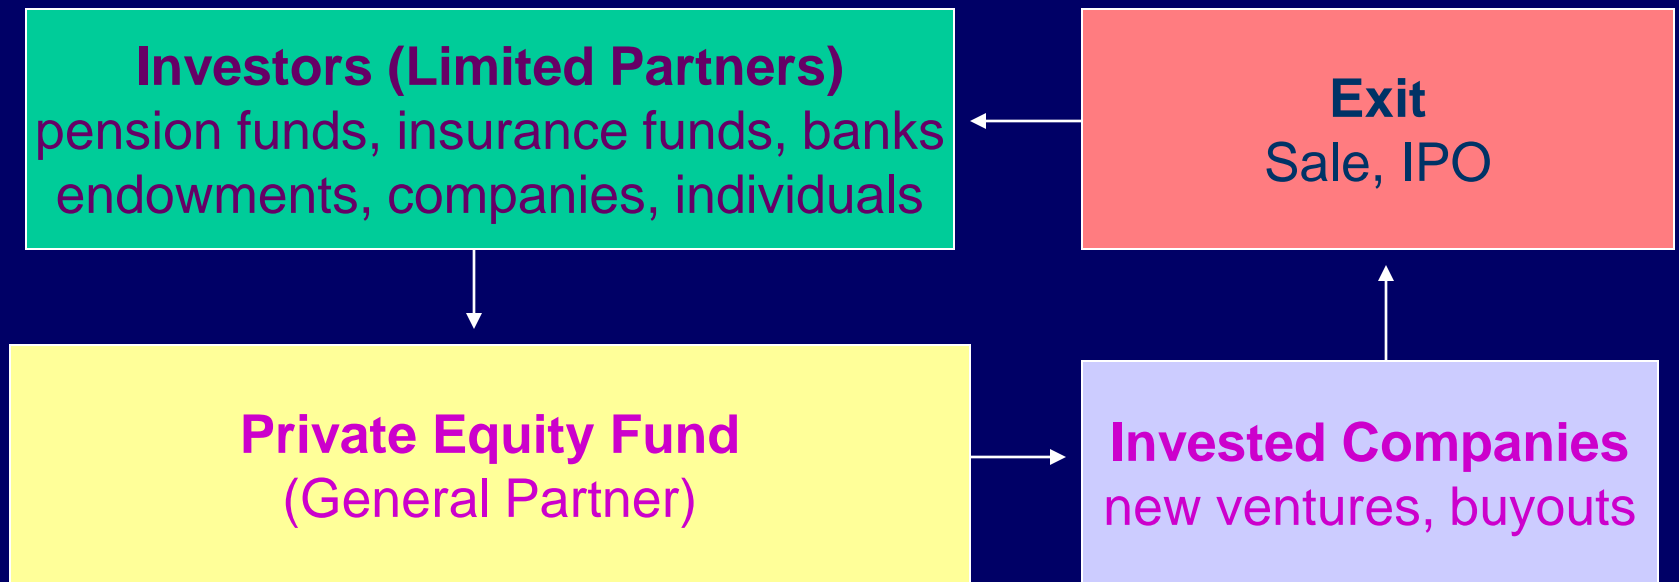 Investors (Limited Partners)
pension funds, insurance funds, banks
endowments, companies, individuals
Exit
Sale, IPO
Private Equity Fund
(General Partner)
Invested Companies
new ventures, buyouts